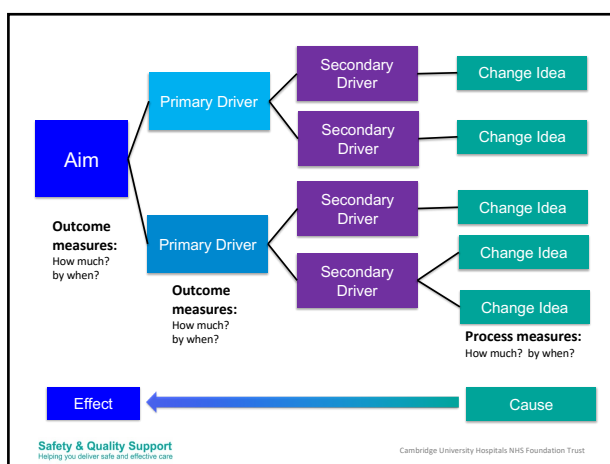 Secondary
Driver
Change Idea
Primary Driver
Secondary
Driver
Change Idea
Aim
Secondary
Driver
Change Idea
Outcome
measures:
How much?
by when?
Primary Driver
Change Idea
Secondary
Driver
Outcome
measures:
How much?
by when?
Change Idea
Process measures:
How much?  by when?
Effect
Cause
Safety & Quality Support
Helping you deliver safe and effective care
Cambridge University Hospitals NHS Foundation Trust